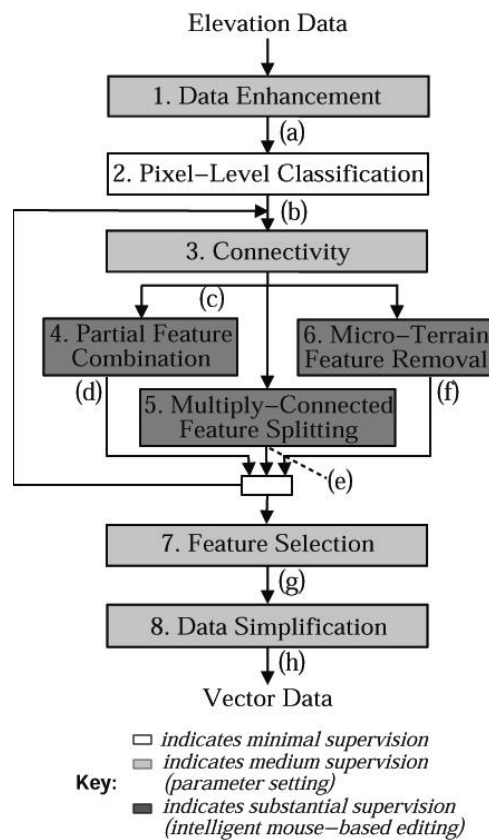 Elevation Data
1. Data Enhancement
(a)
2. Pixel–Level Classification
(b)
3. Connectivity
(c)
4. Partial Feature
Combination
(d)
6. Micro–Terrain
Feature Removal
(f)
5. Multiply–Connected
Feature Splitting
(e)
7. Feature Selection
(g)
8. Data Simplification
(h)
Vector Data
Key:
indicates minimal supervision
indicates medium supervision
(parameter setting)
indicates substantial supervision
(intelligent mouse–based editing)